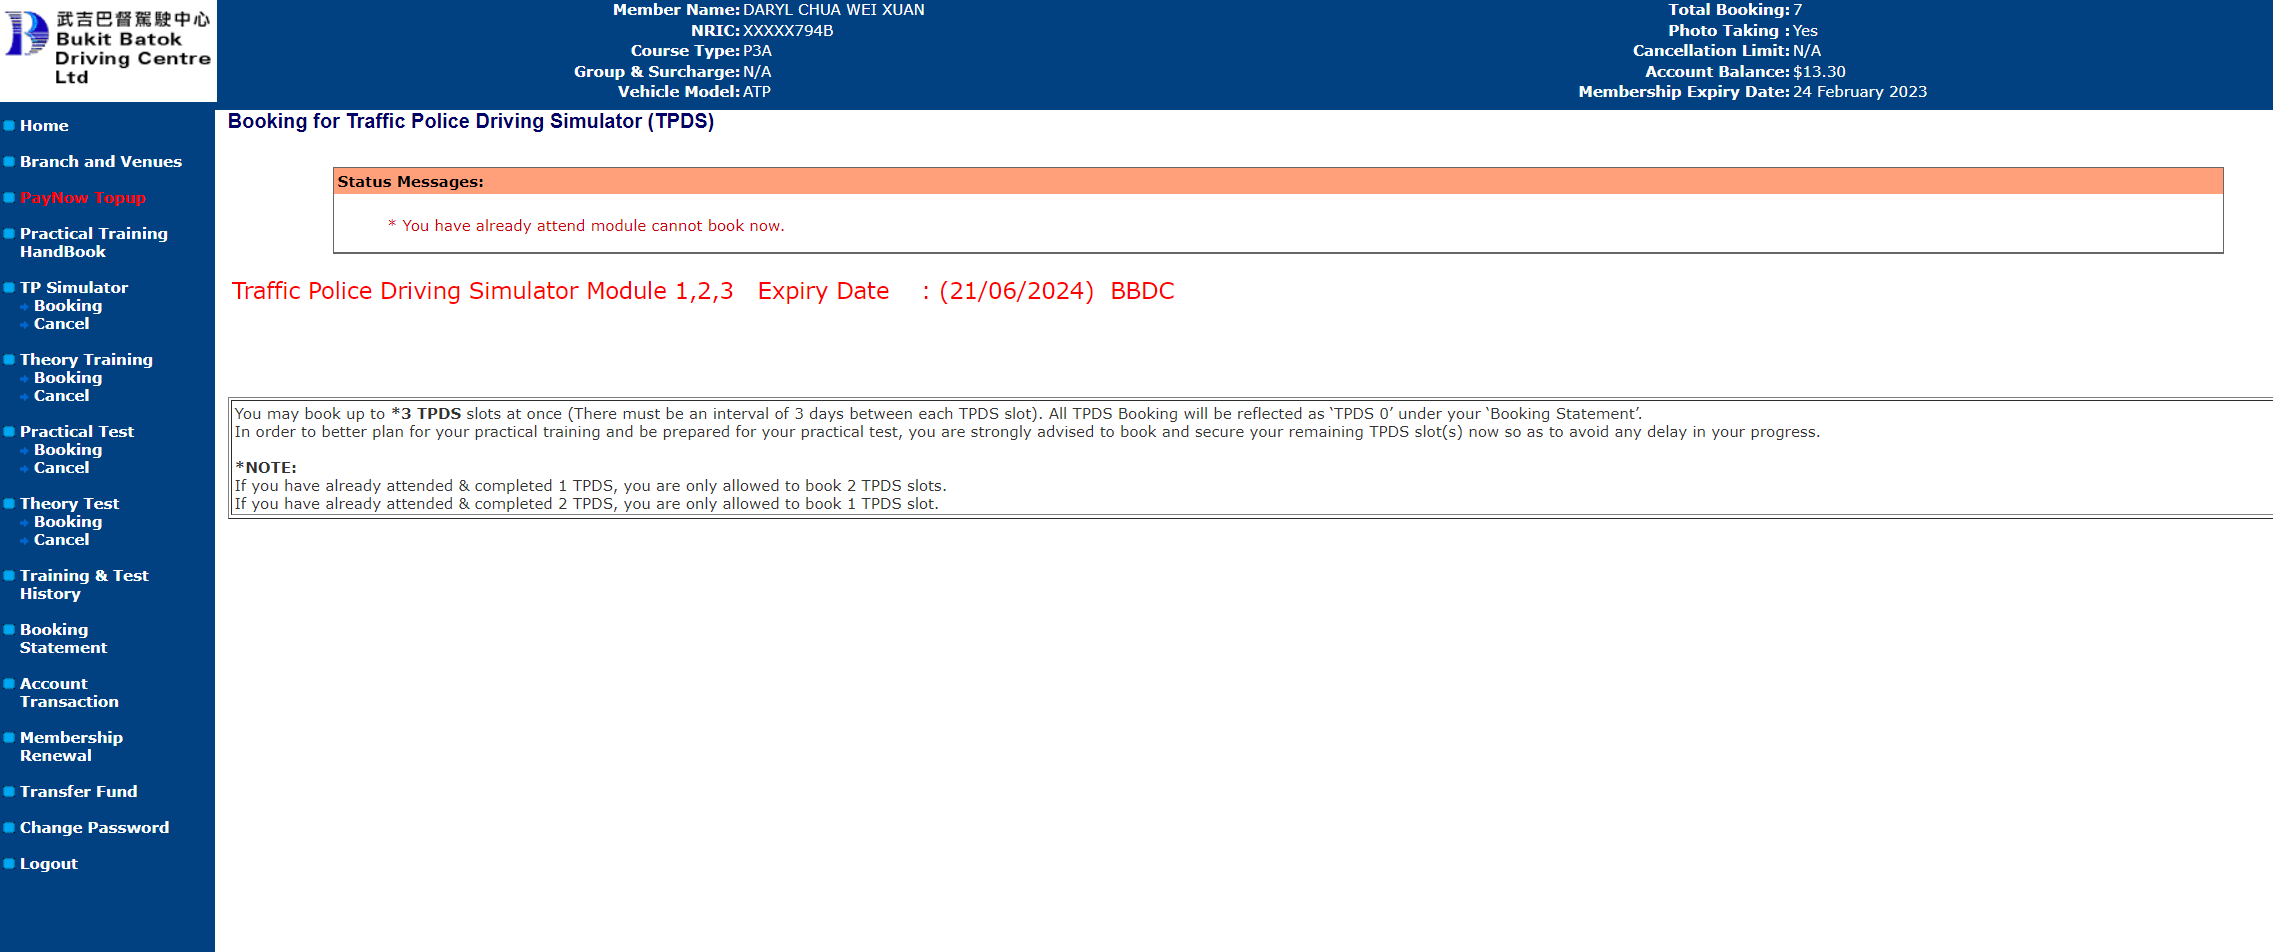 武吉巴督駕駛中心
Bukit Batok
Driving Centre
Ltd
Member Name: DARYL CHUA WEI XUAN
NRIC: XXXXX794B
Course Type: P3A
Group & Surcharge: N/A
Vehicle Model: ATP
Total Booking: 7
Photo Taking : Yes
Cancellation Limit: N/A
Account Balance: $13.30
Membership Expiry Date: 24 February 2023
Home
Branch and Venues
PayNow Topup
Practical Training
HandBook
TP Simulator
Booking
Cancel
Theory Training
Booking
Cancel
Practical Test
Booking
Cancel
Theory Test
Booking
Cancel
Training & Test
History
Booking
Statement
Account
Transaction
Membership
Renewal
Transfer Fund
Change Password
Logout
Booking for Traffic Police Driving Simulator (TPDS)
Status Messages:
* You have already attend module cannot book now.
Traffic Police Driving Simulator Module 1,2,3 Expiry Date : (21/06/2024) BBDC
You may book up to *3 TPDS slots at once (There must be an interval of 3 days between each TPDS slot). All TPDS Booking will be reflected as ‘TPDS 0’ under your ‘Booking Statement’.
In order to better plan for your practical training and be prepared for your practical test, you are strongly advised to book and secure your remaining TPDS slot(s) now so as to avoid any delay in your progress.
*NOTE:
If you have already attended & completed 1 TPDS, you are only allowed to book 2 TPDS slots.
If you have already attended & completed 2 TPDS, you are only allowed to book 1 TPDS slot.